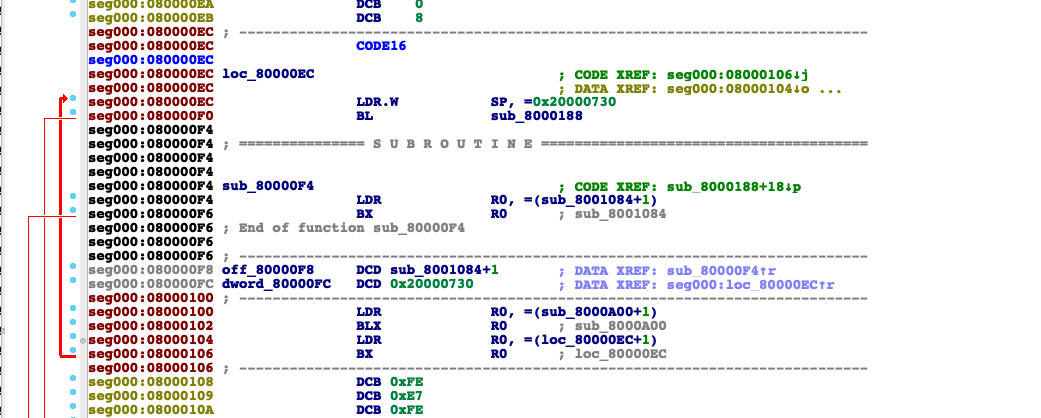 seg000:080000EA DCB 0
seg000:080000EB DCB 8
seg000:080000EC ; ---------------------------------------------------------------------------
seg000:080000EC CODE16
seg000:080000EC
seg000:080000EC loc_80000EC ; CODE XREF: seg000:08000106↓j
seg000:080000EC ; DATA XREF: seg000:08000104↓o ...
seg000:080000EC LDR.W SP, =0x20000730
seg000:080000F0 BL sub_8000188
seg000:080000F4
seg000:080000F4 ; =============== S U B R O U T I N E =======================================
seg000:080000F4
seg000:080000F4
seg000:080000F4 sub_80000F4 ; CODE XREF: sub_8000188+18↓p
seg000:080000F4 LDR R0, =(sub_8001084+1)
seg000:080000F6 BX R0 ; sub_8001084
seg000:080000F6 ; End of function sub_80000F4
seg000:080000F6
seg000:080000F6 ; ---------------------------------------------------------------------------
seg000:080000F8 off_80000F8 DCD sub_8001084+1 ; DATA XREF: sub_80000F4↑r
seg000:080000FC dword_80000FC DCD 0x20000730 ; DATA XREF: seg000:loc_80000EC↑r
seg000:08000100 ; ---------------------------------------------------------------------------
seg000:08000100 LDR R0, =(sub_8000A00+1)
seg000:08000102 BLX R0 ; sub_8000A00
seg000:08000104 LDR R0, =(loc_80000EC+1)
seg000:08000106 BX R0 ; loc_80000EC
seg000:08000106 ; ---------------------------------------------------------------------------
seg000:08000108 DCB 0xFE
seg000:08000109 DCB 0xE7
seg000:0800010A DCB 0xFE